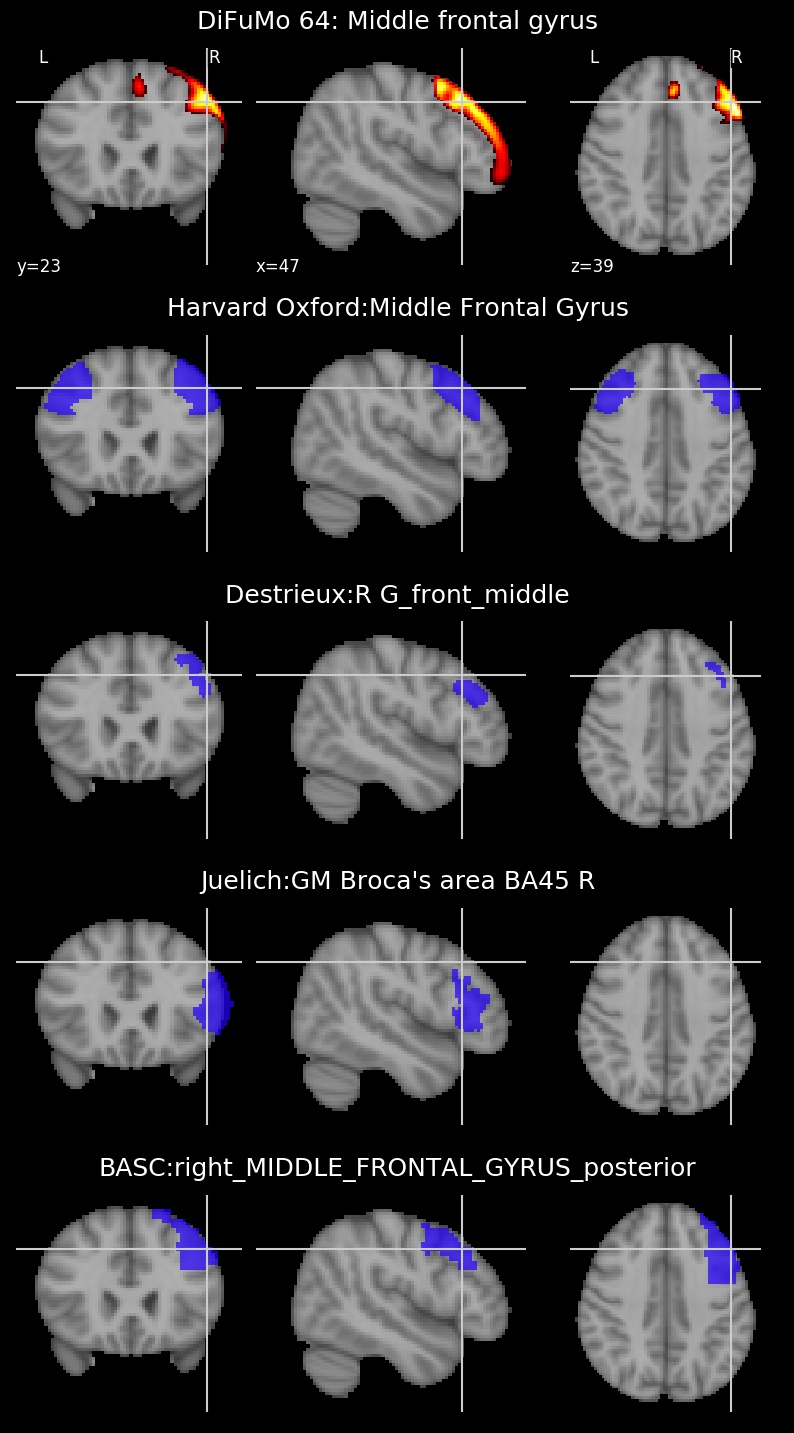 DiFuMo 64: Middle frontal gyrus
L R L R
y=23 x=47 z=39
Harvard Oxford:Middle Frontal Gyrus
Destrieux:R G_front_middle
Juelich:GM Broca's area BA45 R
BASC:right_MIDDLE_FRONTAL_GYRUS_posterior